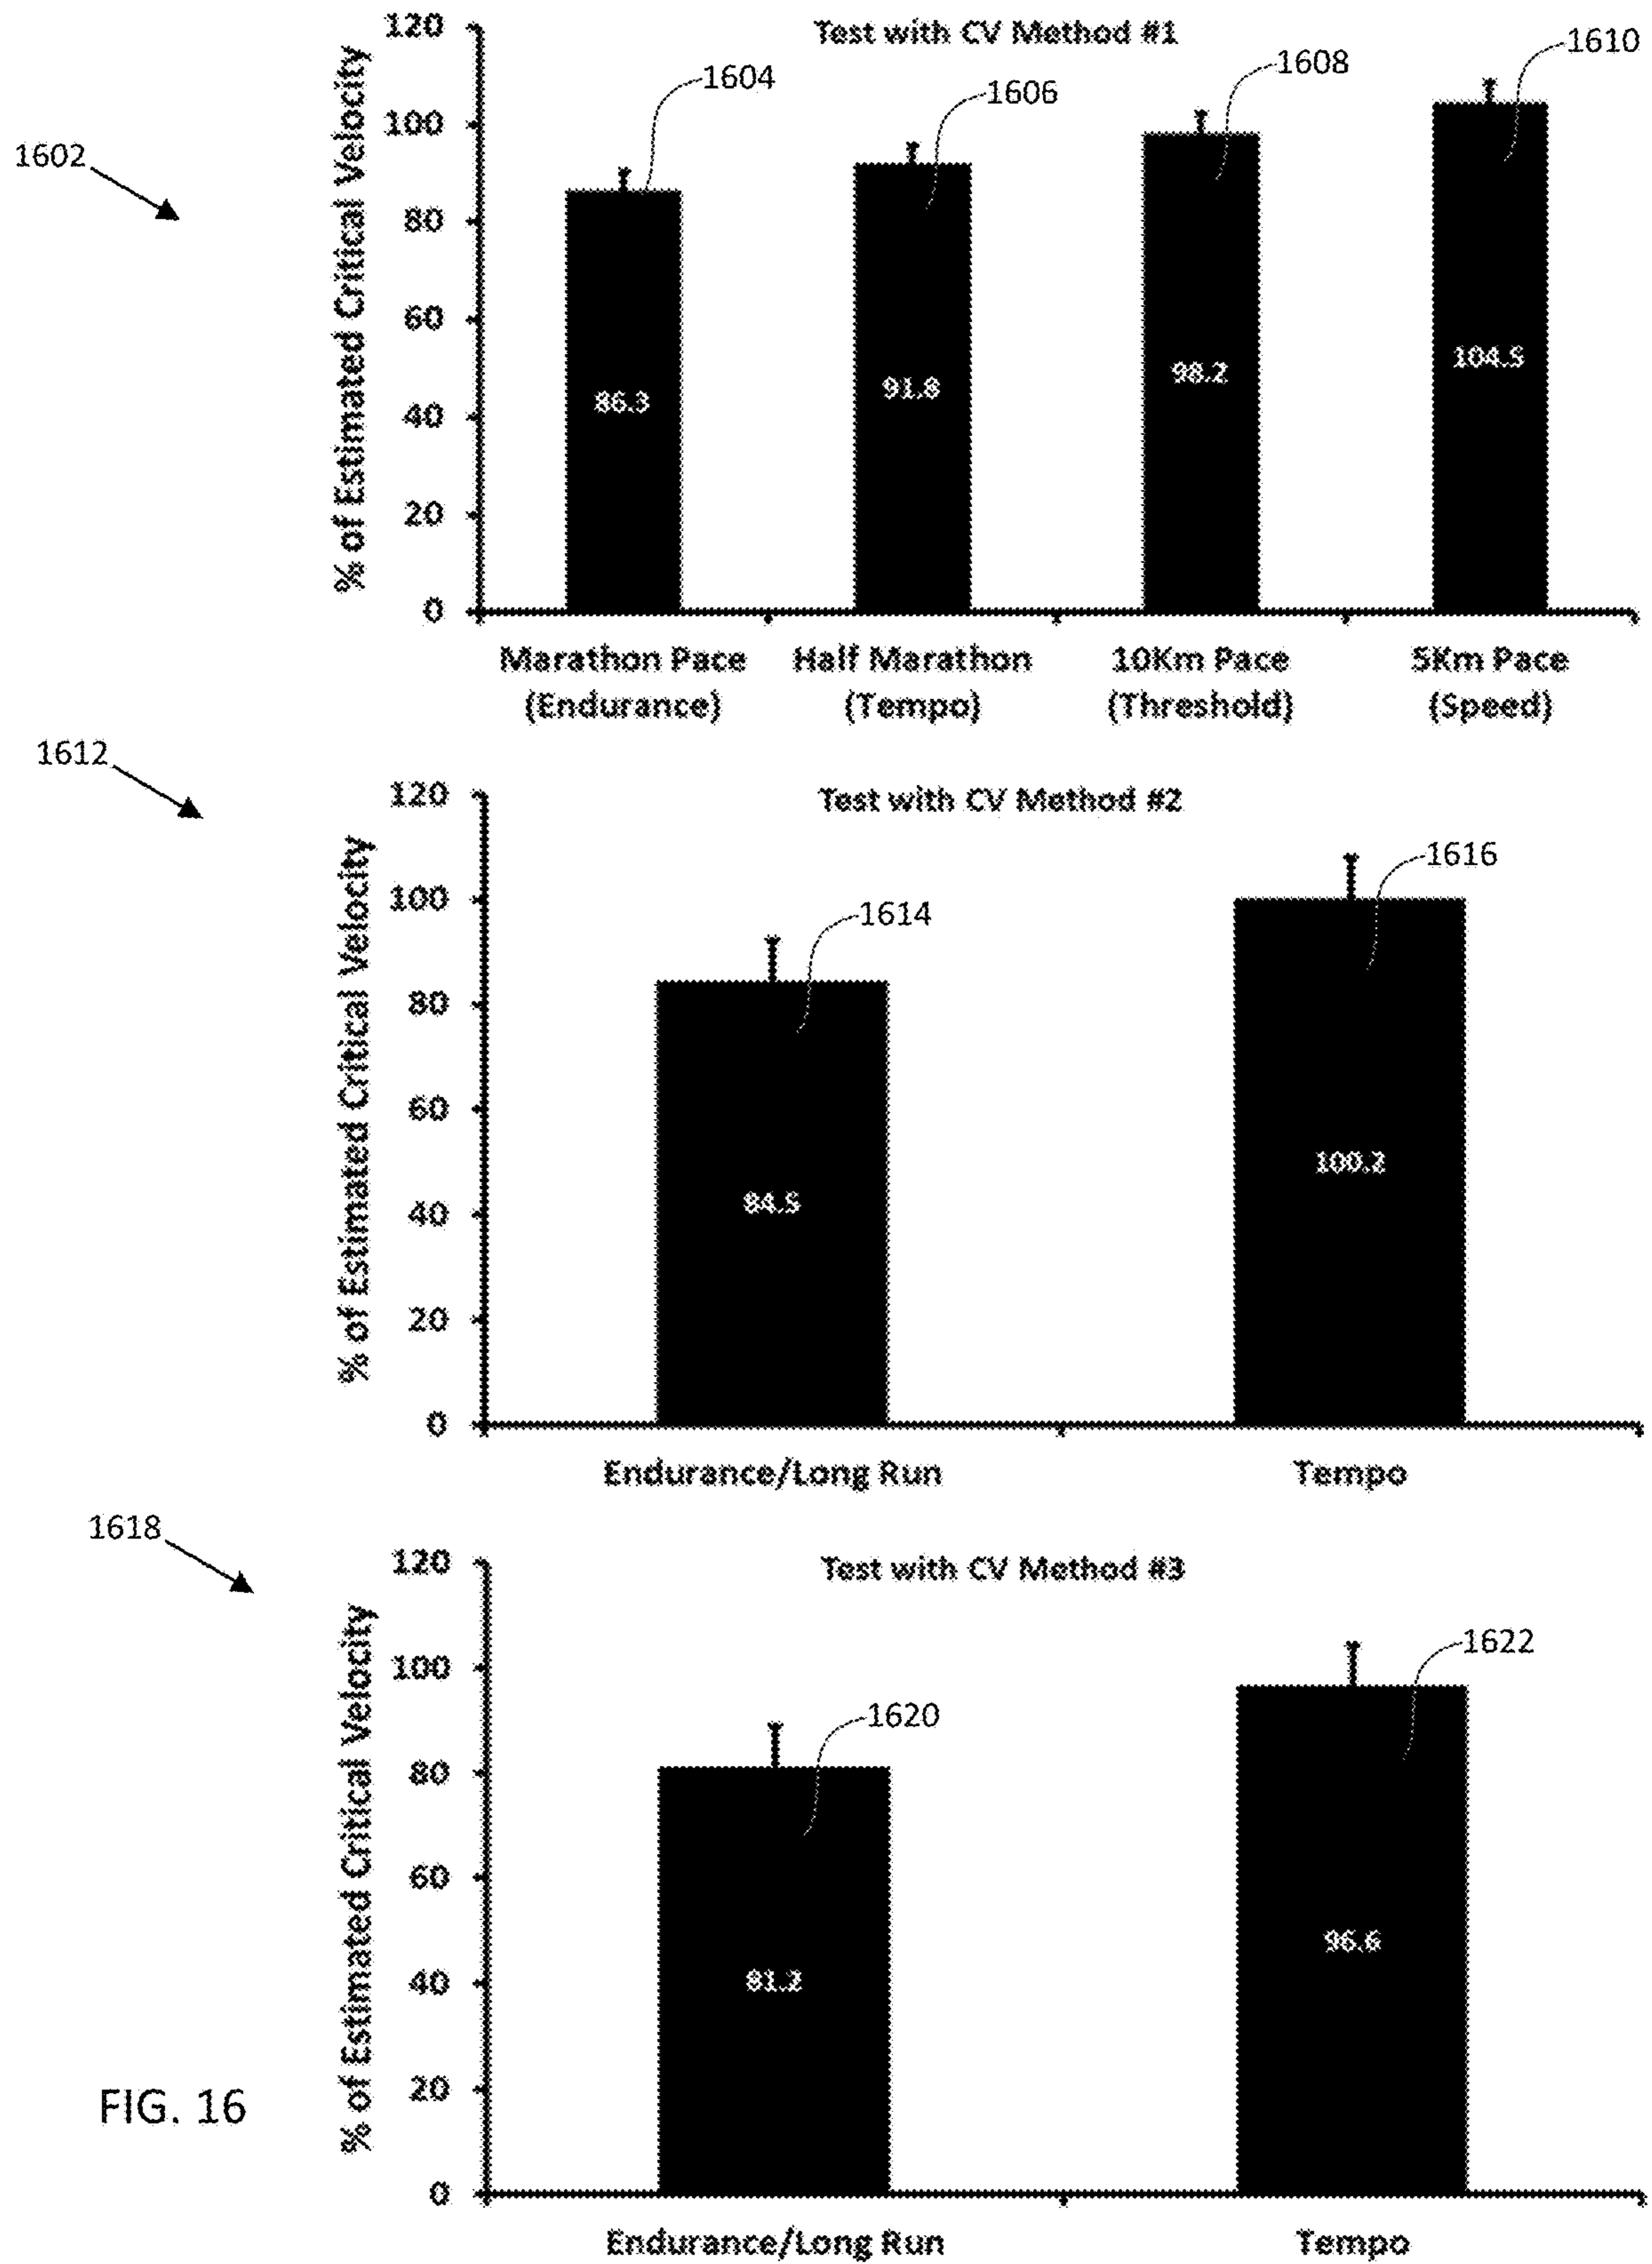 Test with CV Method #1
1602
1604
1606
1608
1610
% of Estimated Critical Velocity
120
100
80
60
40
20
0
86.3
91.8
98.2
104.5
Marathon Pace
(Endurance)
Half Marathon
(Tempo)
10Km Pace
(Threshold)
5Km Pace
(Speed)
1612
Test with CV Method #2
1614
1616
% of Estimated Critical Velocity
120
100
80
60
40
20
0
84.5
100.2
Endurance/Long Run
Tempo
1618
Test with CV Method #3
1620
1622
% of Estimated Critical Velocity
120
100
80
60
40
20
0
81.2
96.6
Endurance/Long Run
Tempo
FIG. 16